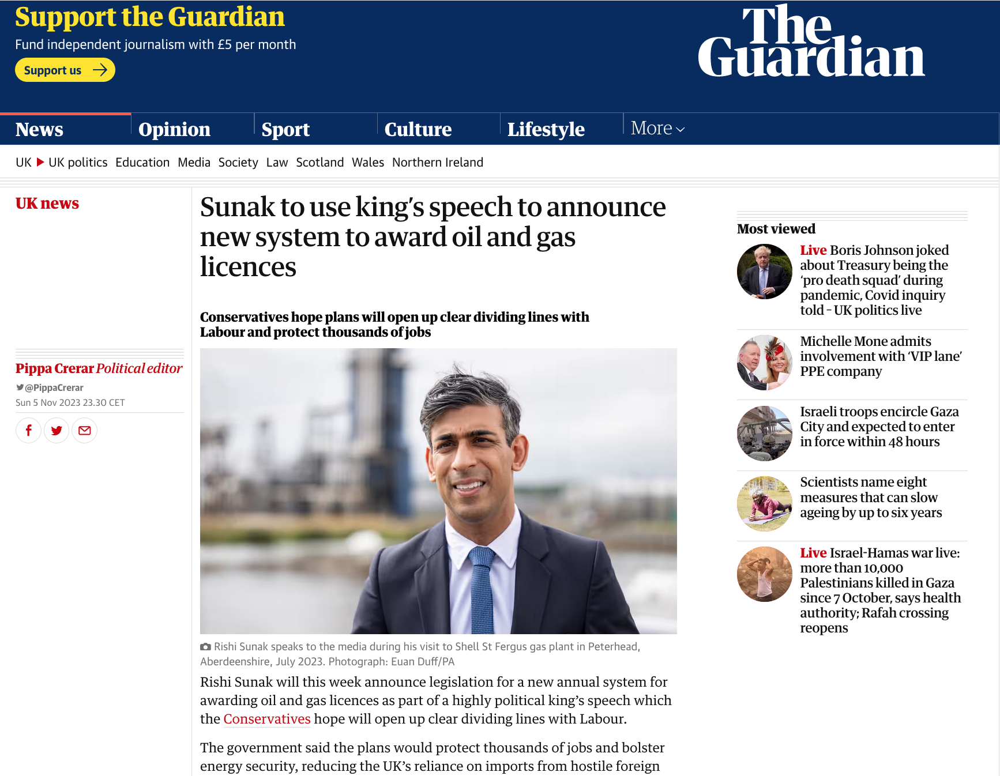 Support the Guardian
Fund independent journalism with £5 per month
Support us
The
Guardian
News
Opinion
Sport
Culture
Lifestyle
More
UK UK politics Education Media Society Law Scotland Wales Northern Ireland
UK news
Sunak to use king’s speech to announce
new system to award oil and gas
licences
Conservatives hope plans will open up clear dividing lines with
Labour and protect thousands of jobs
Pippa Crerar Political editor
@PippaCrerar
Sun 5 Nov 2023 23.30 CET
Rishi Sunak speaks to the media during his visit to Shell St Fergus gas plant in Peterhead,
Aberdeenshire, July 2023. Photograph: Euan Duff/PA
Rishi Sunak will this week announce legislation for a new annual system for
awarding oil and gas licences as part of a highly political king’s speech which
the Conservatives hope will open up clear dividing lines with Labour.
The government said the plans would protect thousands of jobs and bolster
energy security, reducing the UK’s reliance on imports from hostile foreign
Most viewed
Live Boris Johnson joked
about Treasury being the
‘pro death squad’ during
pandemic, Covid inquiry
told – UK politics live
Michelle Mone admits
involvement with ‘VIP lane’
PPE company
Israeli troops encircle Gaza
City and expected to enter
in force within 48 hours
Scientists name eight
measures that can slow
ageing by up to six years
Live Israel-Hamas war live:
more than 10,000
Palestinians killed in Gaza
since 7 October, says health
authority; Rafah crossing
reopens